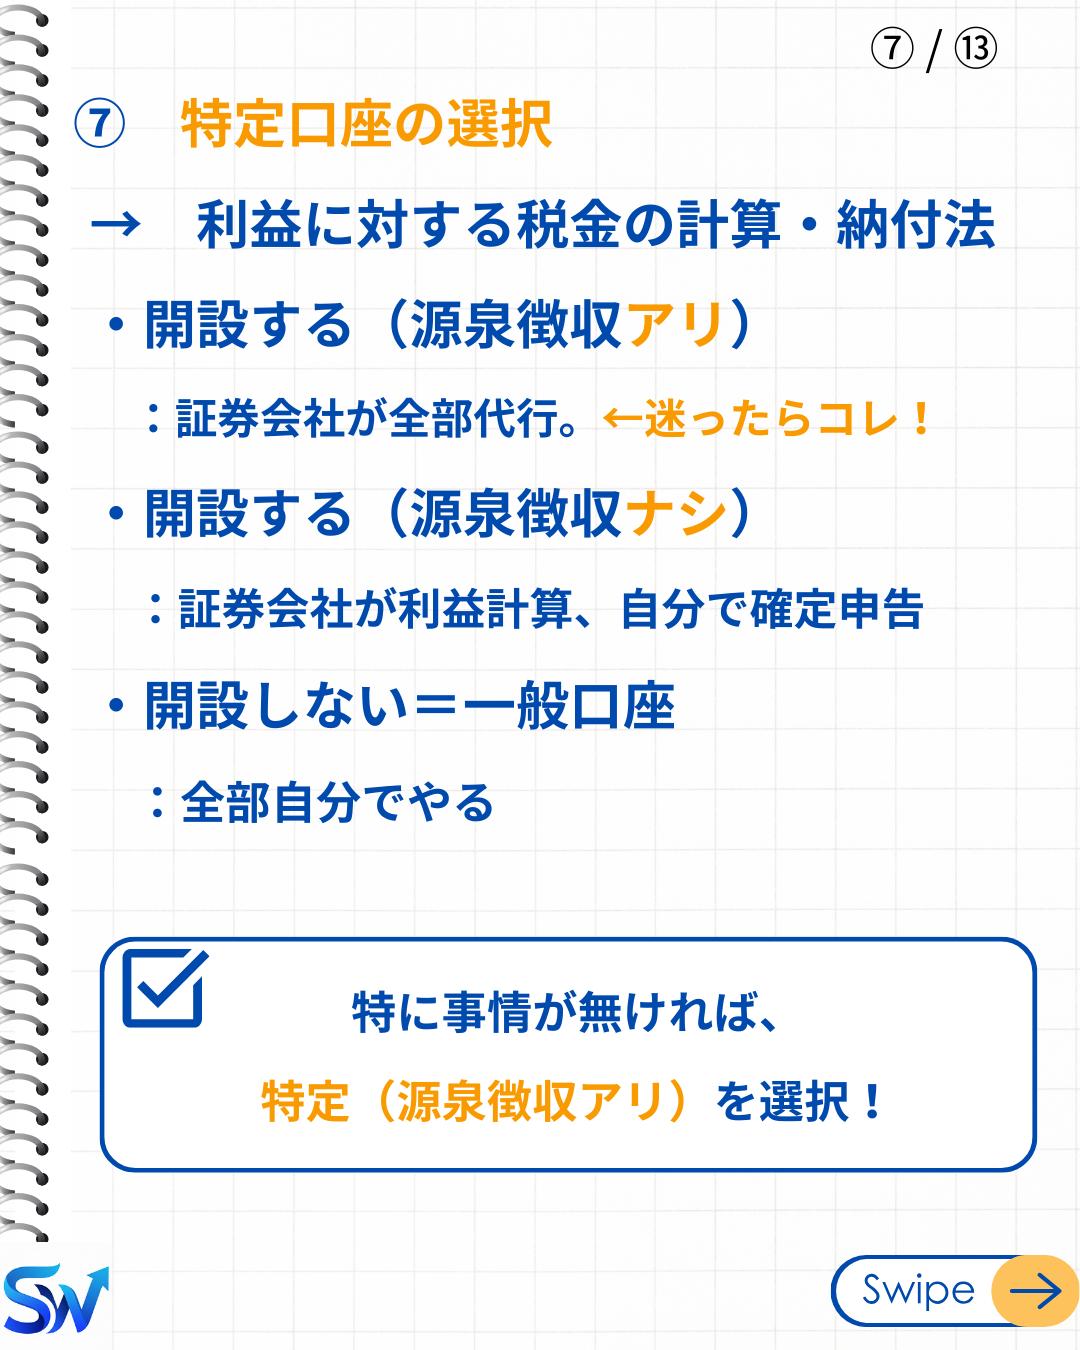 ⑦ / ⑬
⑦　特定口座の選択
→　利益に対する税金の計算・納付法
・開設する（源泉徴収アリ）
：証券会社が全部代行。←迷ったらコレ！
・開設する（源泉徴収ナシ）
：証券会社が利益計算、自分で確定申告
・開設しない＝一般口座
：全部自分でやる
特に事情が無ければ、
特定（源泉徴収アリ）を選択！
SW
Swipe →